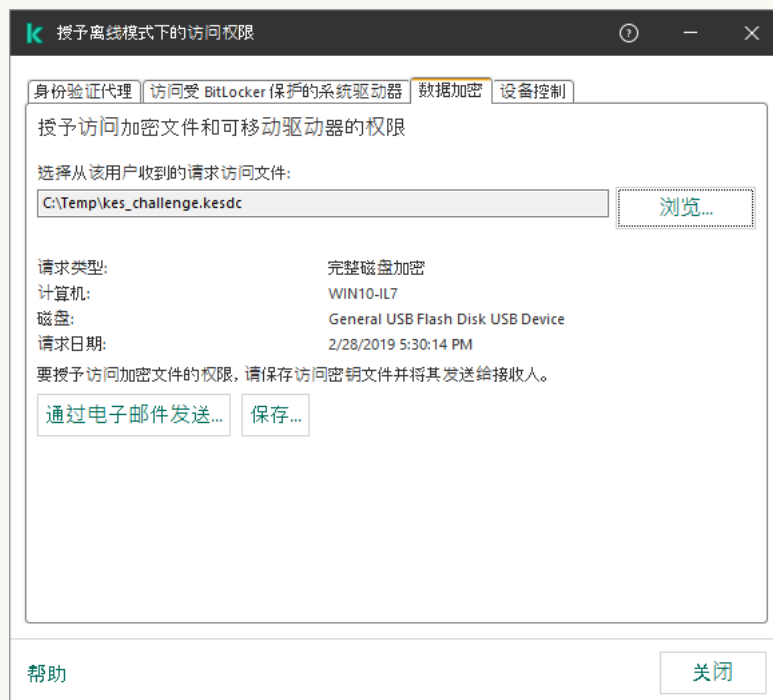 授予离线模式下的访问权限
身份验证代理 访问受 BitLocker 保护的系统驱动器 数据加密 设备控制
授予访问加密文件和可移动驱动器的权限
选择从该用户收到的请求访问文件:
C:\Temp\kes_challenge.kesdc 浏览...
请求类型: 完整磁盘加密
计算机: WIN10-IL7
磁盘: General USB Flash Disk USB Device
请求日期: 2/28/2019 5:30:14 PM
要授予访问加密文件的权限, 请保存访问密钥文件并将其发送给接收人。
通过电子邮件发送... 保存...
帮助 关闭